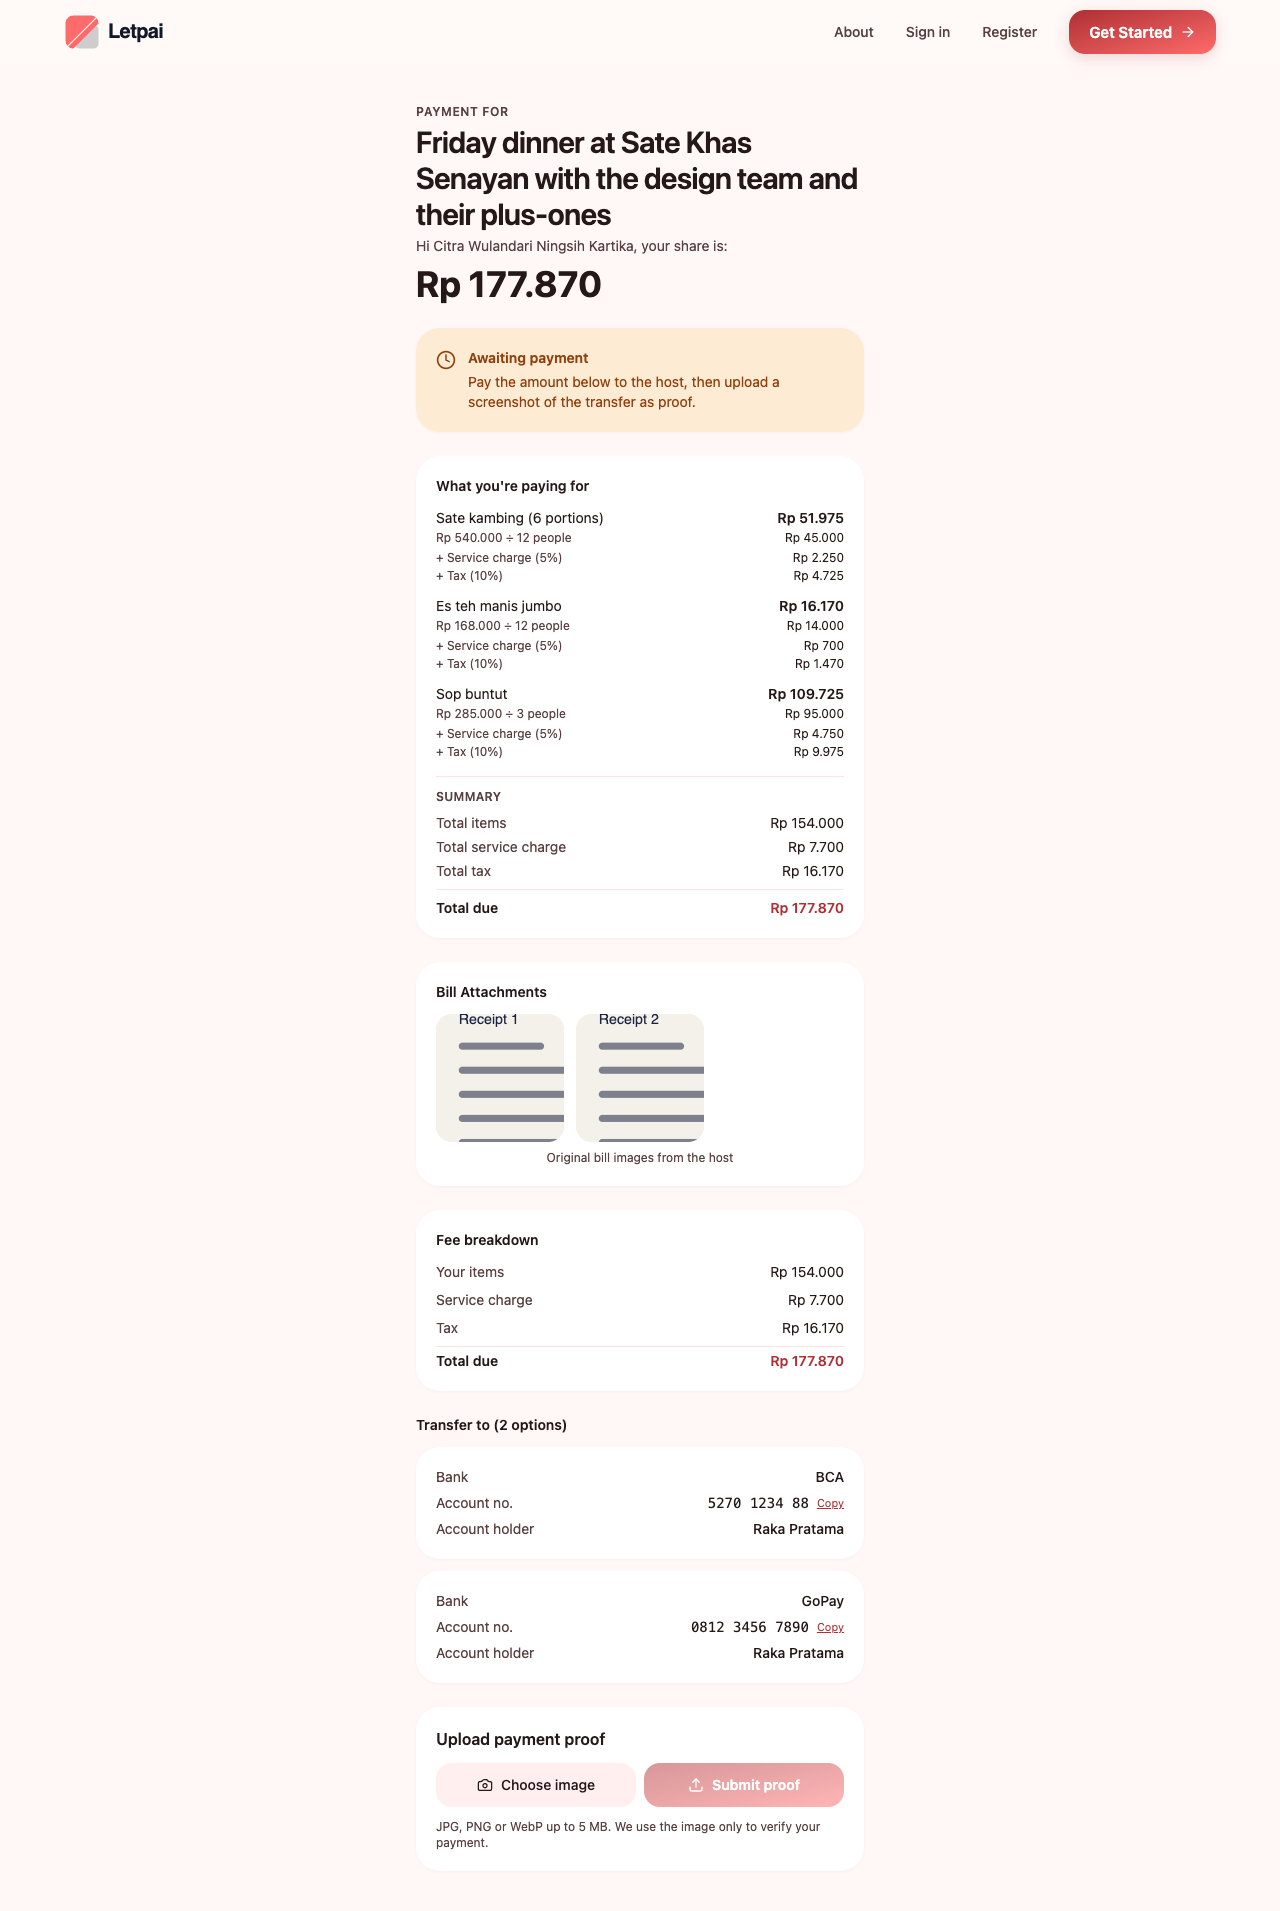 Letpai
About
Sign in
Register
Get Started
PAYMENT FOR
Friday dinner at Sate Khas
Senayan with the design team and
their plus-ones
Hi Citra Wulandari Ningsih Kartika, your share is:
Rp 177.870
Awaiting payment
Pay the amount below to the host, then upload a
screenshot of the transfer as proof.
What you're paying for
Sate kambing (6 portions) Rp 51.975
Rp 540.000 ÷ 12 people Rp 45.000
+ Service charge (5%) Rp 2.250
+ Tax (10%) Rp 4.725
Es teh manis jumbo Rp 16.170
Rp 168.000 ÷ 12 people Rp 14.000
+ Service charge (5%) Rp 700
+ Tax (10%) Rp 1.470
Sop buntut Rp 109.725
Rp 285.000 ÷ 3 people Rp 95.000
+ Service charge (5%) Rp 4.750
+ Tax (10%) Rp 9.975
SUMMARY
Total items Rp 154.000
Total service charge Rp 7.700
Total tax Rp 16.170
Total due Rp 177.870
Bill Attachments
Receipt 1
Receipt 2
Original bill images from the host
Fee breakdown
Your items Rp 154.000
Service charge Rp 7.700
Tax Rp 16.170
Total due Rp 177.870
Transfer to (2 options)
Bank BCA
Account no. 5270 1234 88 Copy
Account holder Raka Pratama
Bank GoPay
Account no. 0812 3456 7890 Copy
Account holder Raka Pratama
Upload payment proof
Choose image
Submit proof
JPG, PNG or WebP up to 5 MB. We use the image only to verify your
payment.